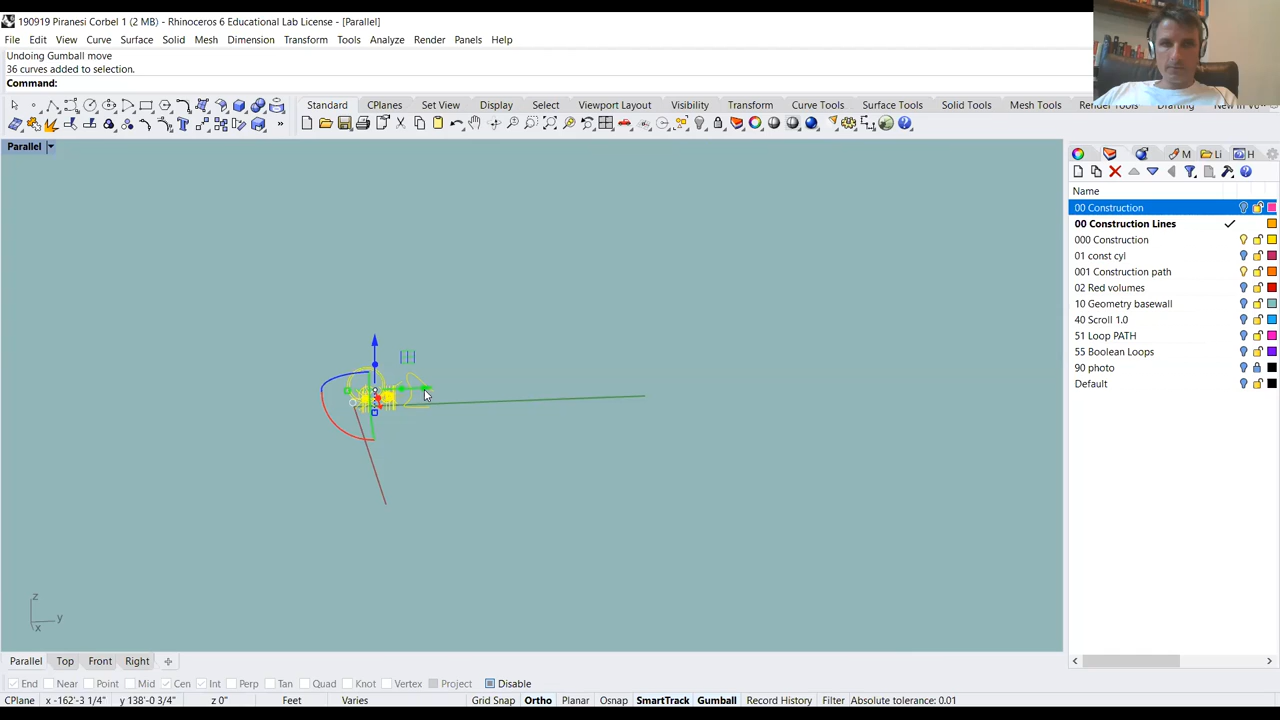 190919 Piranesi Corbel 1 (2 MB) - Rhinoceros 6 Educational Lab License - [Parallel]
File Edit View Curve Surface Solid Mesh Dimension Transform Tools Analyze Render Panels Help
Undoing Gumball move
36 curves added to selection.
Command:
Standard CPlanes Set View Display Select Viewport Layout Visibility Transform Curve Tools Surface Tools Solid Tools Mesh Tools Render Tools Drafting New in V
Parallel
M Li H
Name
00 Construction
00 Construction Lines
000 Construction
01 const cyl
001 Construction path
02 Red volumes
10 Geometry basewall
40 Scroll 1.0
51 Loop PATH
55 Boolean Loops
90 photo
Default
z
y
x
Parallel Top Front Right
End Near Point Mid Cen Int Perp Tan Quad Knot Vertex Project Disable
CPlane x -162'-3 1/4" y 138'-0 3/4" z 0" Feet Varies Grid Snap Ortho Planar Osnap SmartTrack Gumball Record History Filter Absolute tolerance: 0.01